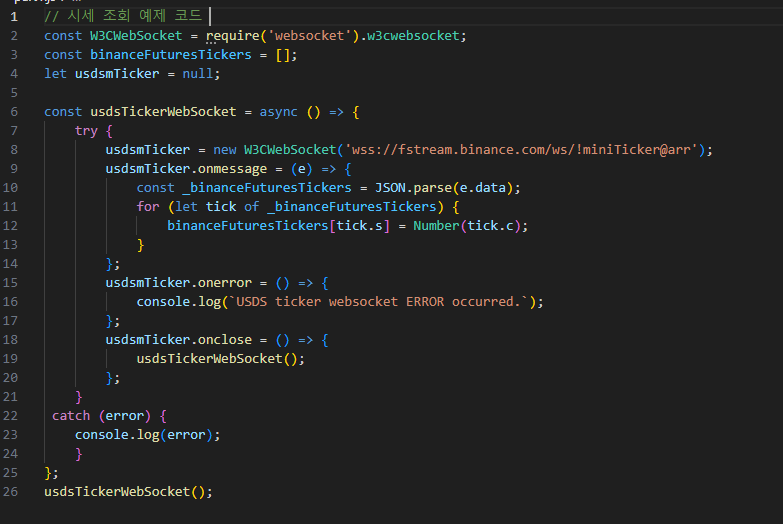 1 // 시세 조회 예제 코드
2 const W3CWebSocket = require('websocket').w3cwebsocket;
3 const binanceFuturesTickers = [];
4 let usdsmTicker = null;
5
6 const usdsTickerWebSocket = async () => {
7 try {
8 usdsmTicker = new W3CWebSocket('wss://fstream.binance.com/ws/!miniTicker@arr');
9 usdsmTicker.onmessage = (e) => {
10 const _binanceFuturesTickers = JSON.parse(e.data);
11 for (let tick of _binanceFuturesTickers) {
12 binanceFuturesTickers[tick.s] = Number(tick.c);
13 }
14 };
15 usdsmTicker.onerror = () => {
16 console.log(`USDS ticker websocket ERROR occurred.`);
17 };
18 usdsmTicker.onclose = () => {
19 usdsTickerWebSocket();
20 };
21 }
22 catch (error) {
23 console.log(error);
24 }
25 };
26 usdsTickerWebSocket();